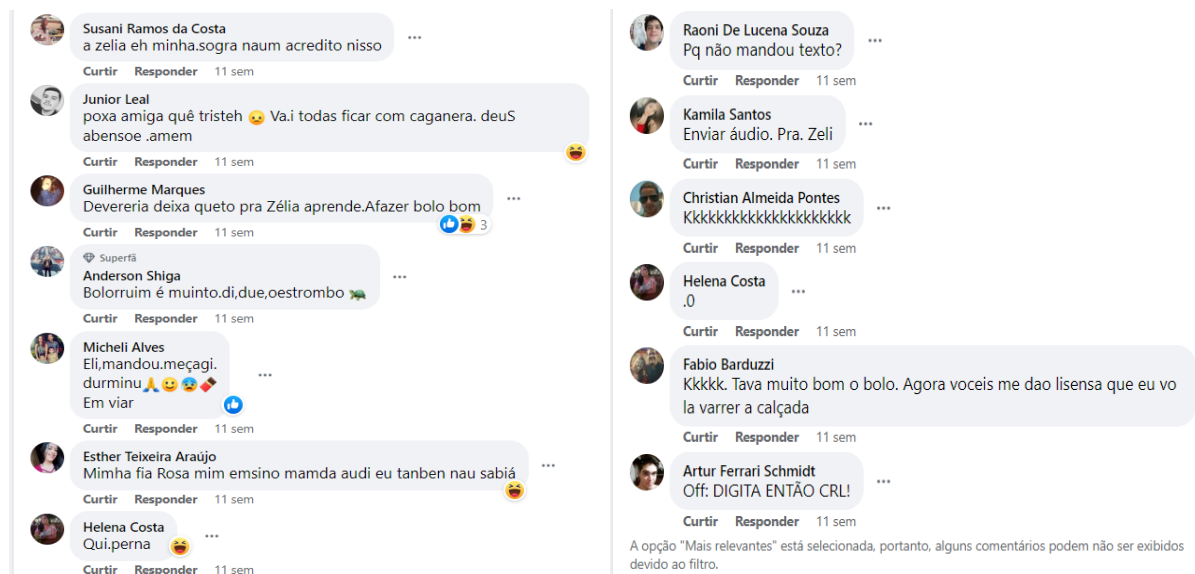 Susani Ramos da Costa
a zelia eh minha.sogra naum acredito nisso
Curtir Responder 11 sem
Junior Leal
poxa amiga quê tristeh 😞 Va.i todas ficar com caganera. deuS
abensoe .amem
Curtir Responder 11 sem
Guilherme Marques
Devereria deixa queto pra Zélia aprende.Afazer bolo bom
3
Curtir Responder 11 sem
Superfã
Anderson Shiga
Bolorruim é muinto.di,due,oestrombo 🐢
Curtir Responder 11 sem
Micheli Alves
Eli,mandou.meçagi.
durminu🙏🙂😰🍫
Em viar
Curtir Responder 11 sem
Esther Teixeira Araújo
Mimha fia Rosa mim emsino mamda audi eu tanben nau sabiá
Curtir Responder 11 sem
Helena Costa
Qui.perna
Curtir Responder 11 sem
Raoni De Lucena Souza
Pq não mandou texto?
Curtir Responder 11 sem
Kamila Santos
Enviar áudio. Pra. Zeli
Curtir Responder 11 sem
Christian Almeida Pontes
Kkkkkkkkkkkkkkkkkkkkk
Curtir Responder 11 sem
Helena Costa
.0
Curtir Responder 11 sem
Fabio Barduzzi
Kkkkk. Tava muito bom o bolo. Agora voceis me dao lisensa que eu vo
la varrer a calçada
Curtir Responder 11 sem
Artur Ferrari Schmidt
Off: DIGITA ENTÃO CRL!
Curtir Responder 11 sem
A opção "Mais relevantes" está selecionada, portanto, alguns comentários podem não ser exibidos
devido ao filtro.